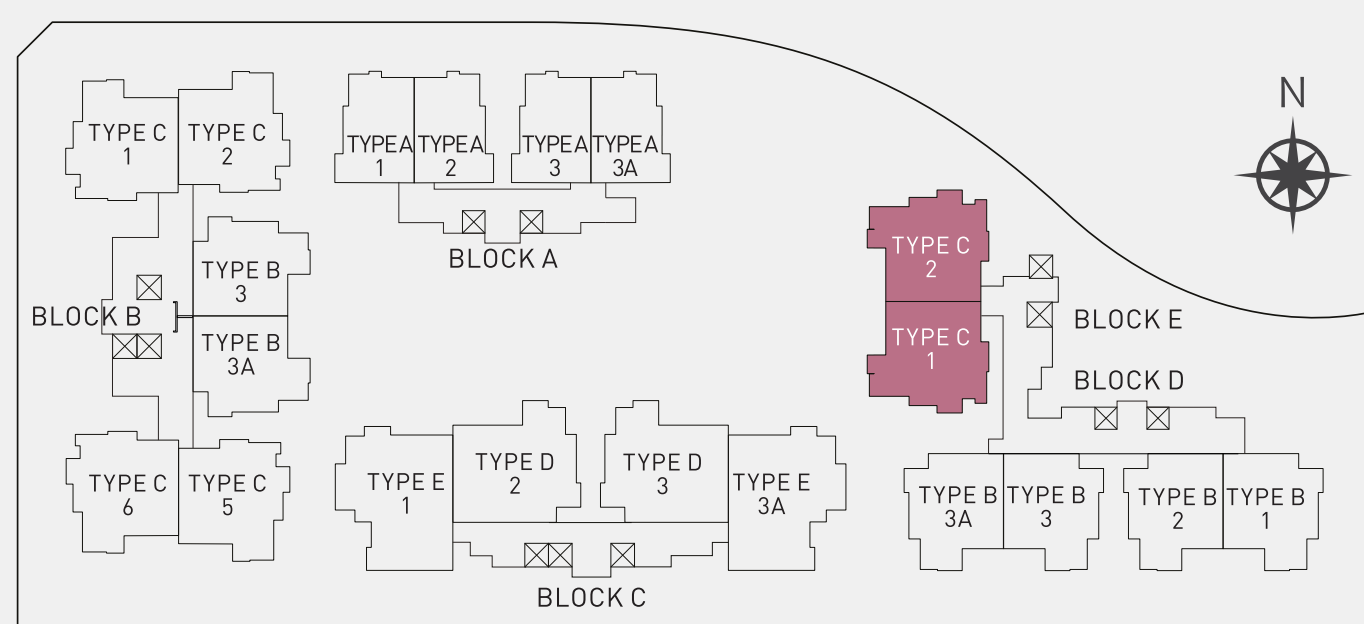 N
TYPE C
1
TYPE C
2
TYPE A
1
TYPE A
2
TYPE A
3
TYPE A
3A
BLOCK A
TYPE B
3
BLOCK B
TYPE B
3A
TYPE C
6
TYPE C
5
TYPE C
2
TYPE C
1
BLOCK E
BLOCK D
TYPE E
1
TYPE D
2
TYPE D
3
TYPE E
3A
BLOCK C
TYPE B
3A
TYPE B
3
TYPE B
2
TYPE B
1